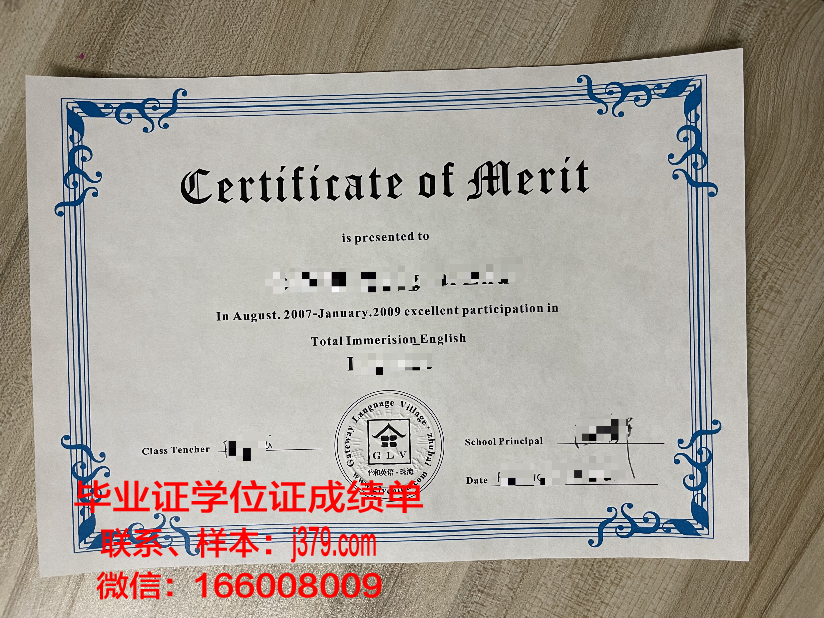 Certificate of Merit
is presented to
In August. 2007-January.2009 excellent participation in
Total Immerision English
Gateway Language Village. zhuhai
GLV
Class Tencher
School Principal
Date
毕业证学位证成绩单
联系、样本：j379.com
微信：166008009